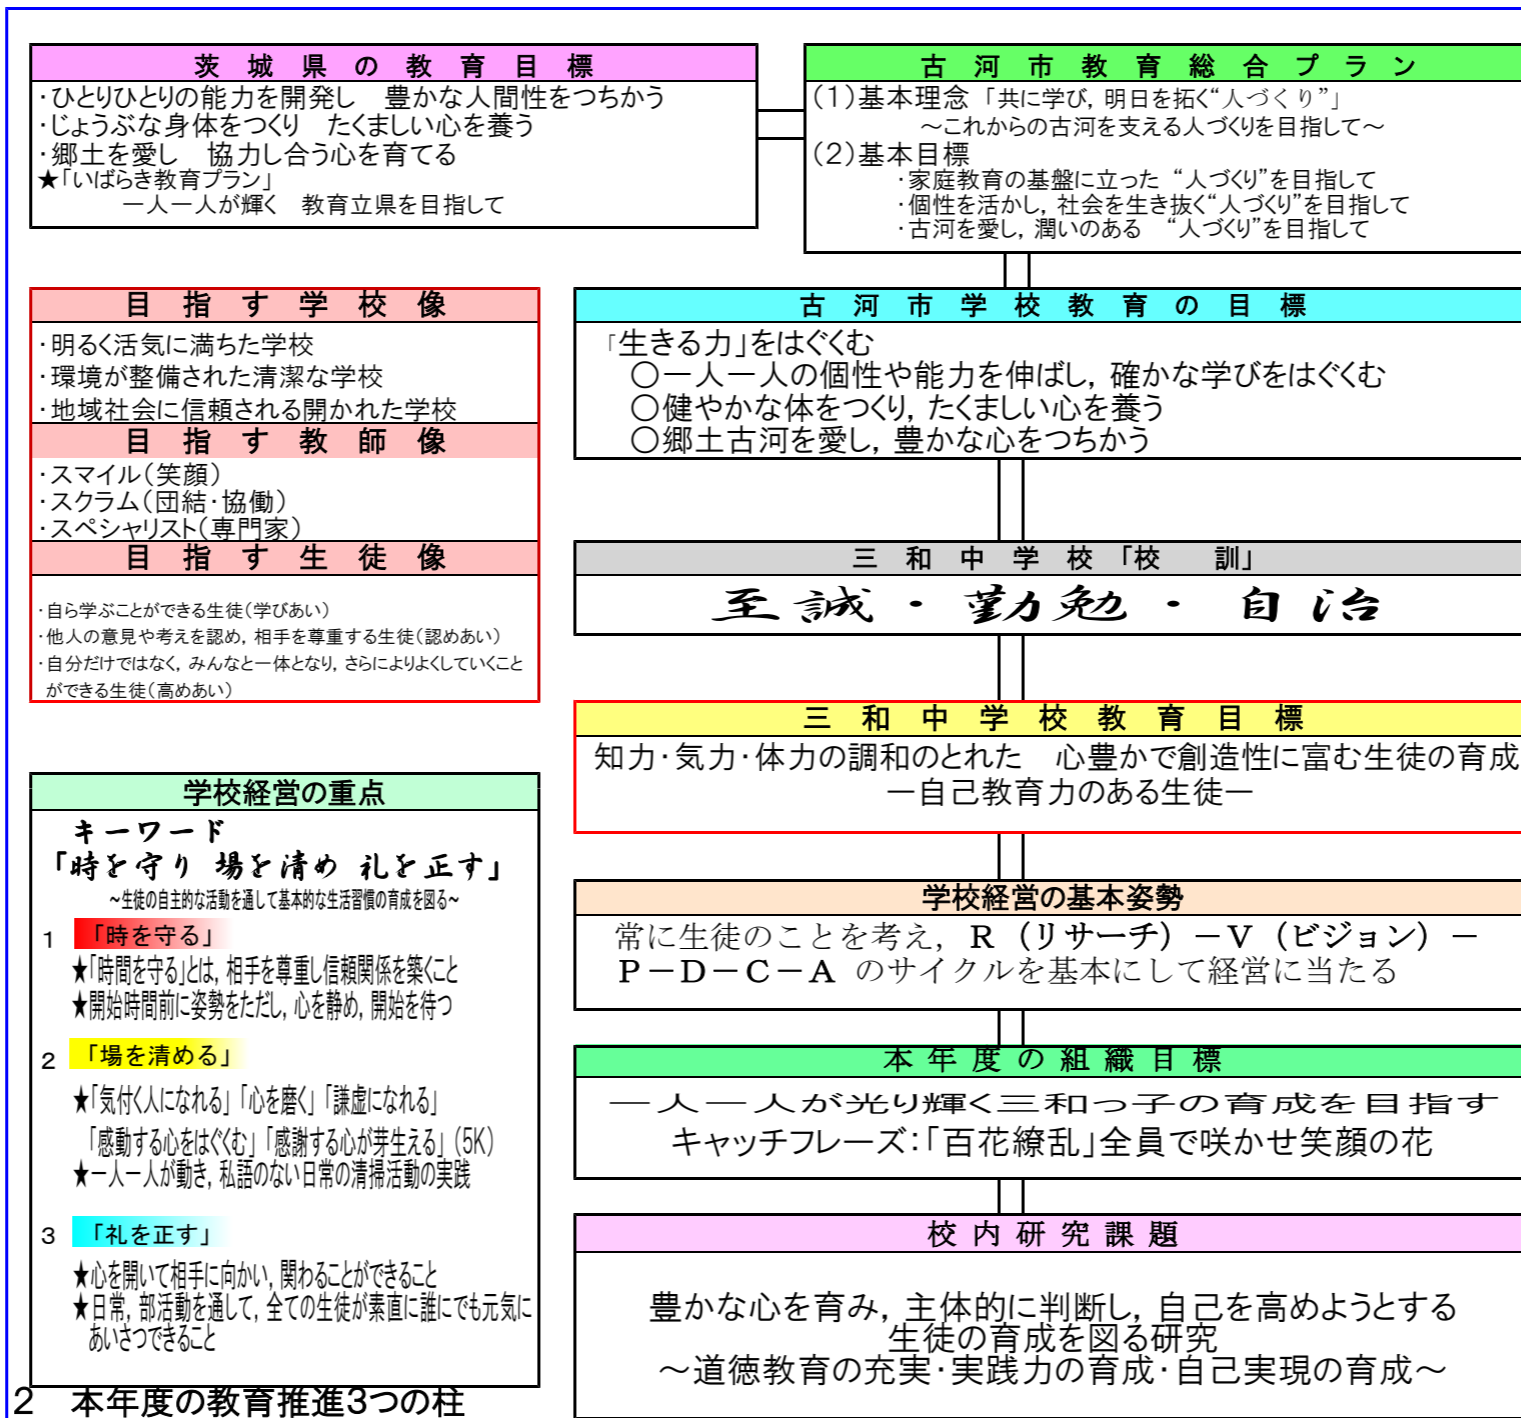 茨城県の教育目標
・ひとりひとりの能力を開発し　豊かな人間性をつちかう
・じょうぶな身体をつくり　たくましい心を養う
・郷土を愛し　協力し合う心を育てる
★「いばらき教育プラン」
一人一人が輝く　教育立県を目指して
古河市教育総合プラン
(1)基本理念「共に学び，明日を拓く“人づくり”」
～これからの古河を支える人づくりを目指して～
(2)基本目標
・家庭教育の基盤に立った　“人づくり”を目指して
・個性を活かし，社会を生き抜く“人づくり”を目指して
・古河を愛し，潤いのある　“人づくり”を目指して
目指す学校像
・明るく活気に満ちた学校
・環境が整備された清潔な学校
・地域社会に信頼される開かれた学校
目指す教師像
・スマイル（笑顔）
・スクラム（団結・協働）
・スペシャリスト（専門家）
目指す生徒像
・自ら学ぶことができる生徒（学びあい）
・他人の意見や考えを認め，相手を尊重する生徒（認めあい）
・自分だけではなく，みんなと一体となり，さらによりよくしていくこと
ができる生徒（高めあい）
古河市学校教育の目標
「生きる力」をはぐくむ
○一人一人の個性や能力を伸ばし，確かな学びをはぐくむ
○健やかな体をつくり，たくましい心を養う
○郷土古河を愛し，豊かな心をつちかう
三和中学校「校　訓」
至誠・勤勉・自治
三和中学校教育目標
知力・気力・体力の調和のとれた　心豊かで創造性に富む生徒の育成
－自己教育力のある生徒－
学校経営の基本姿勢
常に生徒のことを考え，R（リサーチ）－V（ビジョン）－
P－D－C－A のサイクルを基本にして経営に当たる
本年度の組織目標
一人一人が光り輝く三和っ子の育成を目指す
キャッチフレーズ：「百花繚乱」全員で咲かせ笑顔の花
校内研究課題
豊かな心を育み，主体的に判断し，自己を高めようとする
生徒の育成を図る研究
～道徳教育の充実・実践力の育成・自己実現の育成～
学校経営の重点
キーワード
「時を守り　場を清め　礼を正す」
～生徒の自主的な活動を通して基本的な生活習慣の育成を図る～
1　「時を守る」
★「時間を守る」とは，相手を尊重し信頼関係を築くこと
★開始時間前に姿勢をただし，心を静め，開始を待つ
2　「場を清める」
★「気付く人になれる」「心を磨く」「謙虚になれる」
「感動する心をはぐくむ」「感謝する心が芽生える」（5K）
★一人一人が動き，私語のない日常の清掃活動の実践
3　「礼を正す」
★心を開いて相手に向かい，関わることができること
★日常，部活動を通して，全ての生徒が素直に誰にでも元気に
あいさつできること
2　本年度の教育推進3つの柱